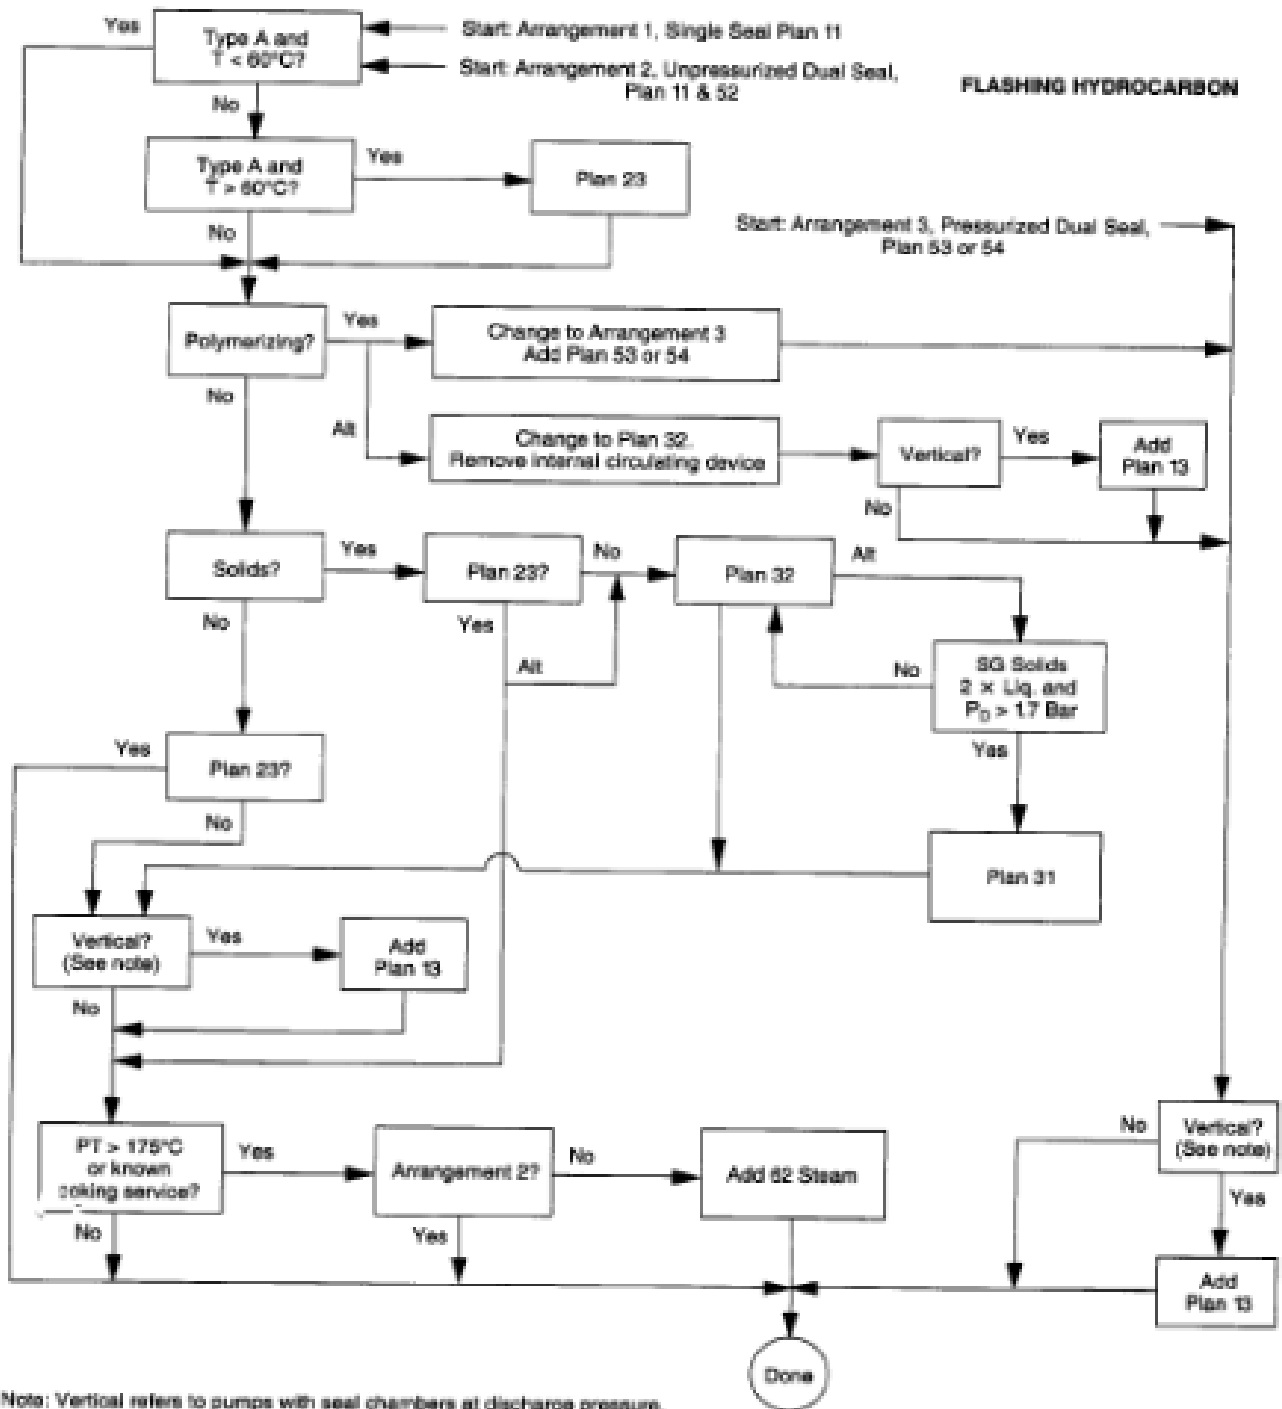 Yes
Type A and
T < 60°C?
Start: Arrangement 1, Single Seal Plan 11
Start: Arrangement 2, Unpressurized Dual Seal,
Plan 11 & 52
FLASHING HYDROCARBON
No
Type A and
T > 60°C?
Yes
Plan 23
No
Start: Arrangement 3, Pressurized Dual Seal,
Plan 53 or 54
Polymerizing?
Yes
Change to Arrangement 3
Add Plan 53 or 54
No
Alt
Change to Plan 32.
Remove internal circulating device
Vertical?
Yes
Add
Plan 13
No
Solids?
Yes
Plan 23?
No
Plan 32
Alt
No
Yes
Alt
No
SG Solids
2 × Liq. and
PD > 1.7 Bar
Yes
Yes
Plan 23?
No
Plan 31
Vertical?
(See note)
Yes
Add
Plan 13
No
PT > 175°C
or known
coking service?
Yes
Arrangement 2?
No
Add 62 Steam
No
Vertical?
(See note)
Yes
No
Yes
Add
Plan 13
Done
Note: Vertical refers to pumps with seal chambers at discharge pressure.